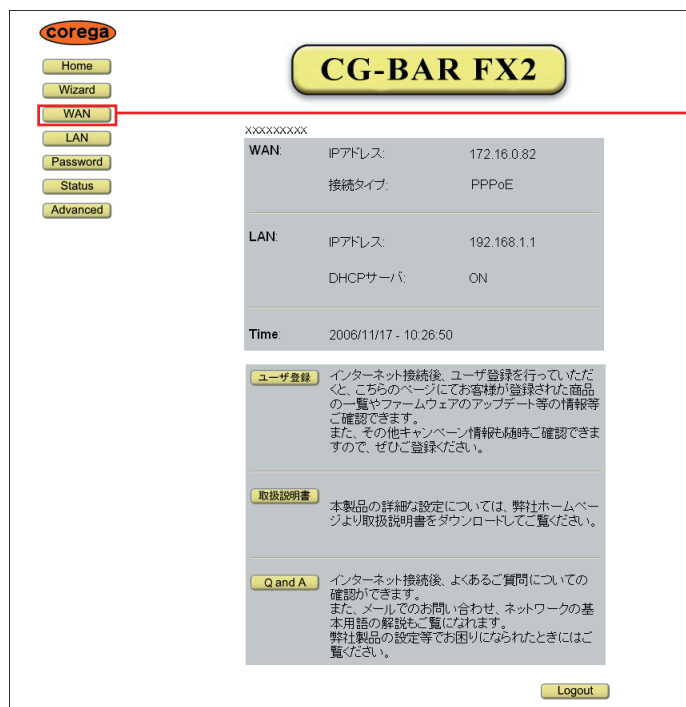 corega
Home
Wizard
WAN
LAN
Password
Status
Advanced
CG-BAR FX2
xxxxxxxxx
WAN: IPアドレス: 172.16.0.82
接続タイプ: PPPoE
LAN: IPアドレス: 192.168.1.1
DHCPサーバ: ON
Time: 2006/11/17 - 10:26:50
ユーザ登録
インターネット接続後、ユーザ登録を行っていただ
くと、こちらのページにてお客様が登録された商品
の一覧やファームウェアのアップデート等の情報等
ご確認できます。
また、その他キャンペーン情報も随時ご確認できま
すので、ぜひご登録ください。
取扱説明書
本製品の詳細な設定については、弊社ホームペー
ジより取扱説明書をダウンロードしてご覧ください。
Q and A
インターネット接続後、よくあるご質問についての
確認ができます。
また、メールでのお問い合わせ、ネットワークの基
本用語の解説もご覧になれます。
弊社製品の設定等でお困りになられたときにはご
覧ください。
Logout